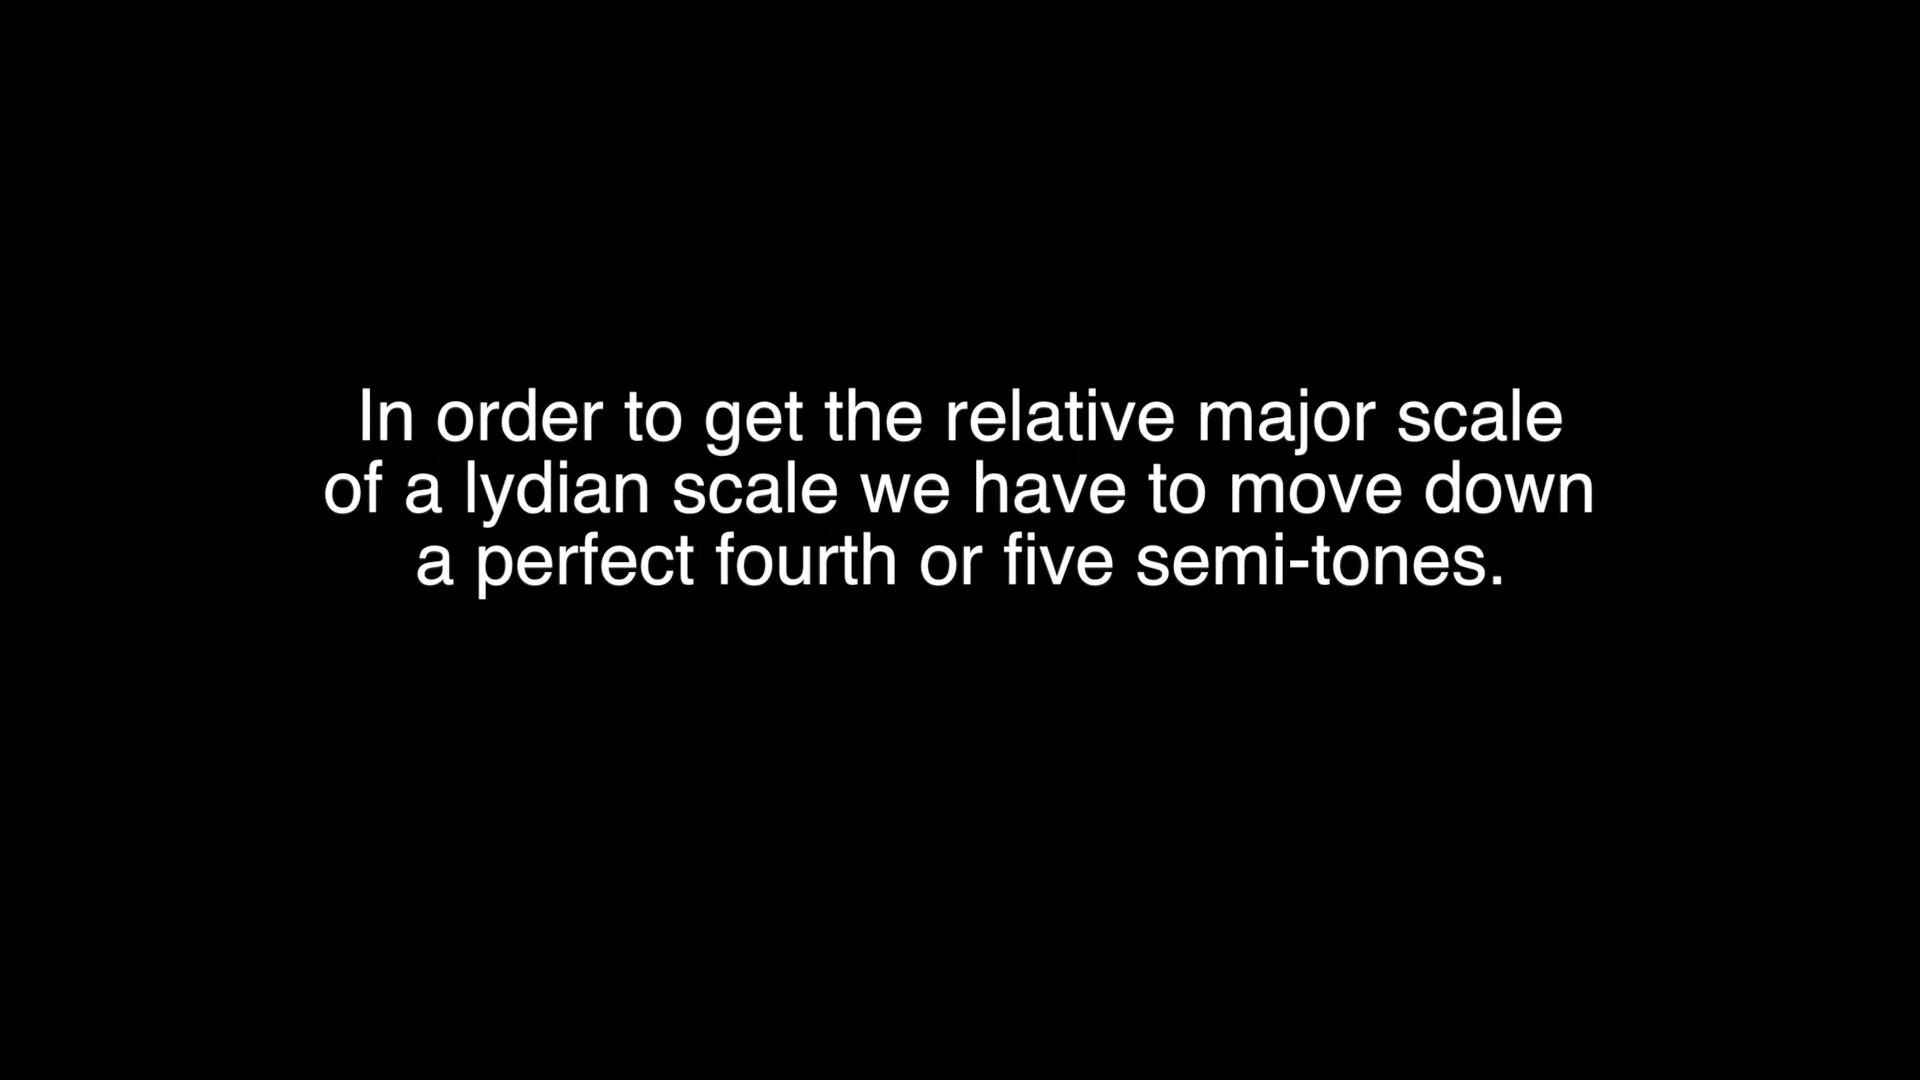 In order to get the relative major scale
of a lydian scale we have to move down
a perfect fourth or five semi-tones.